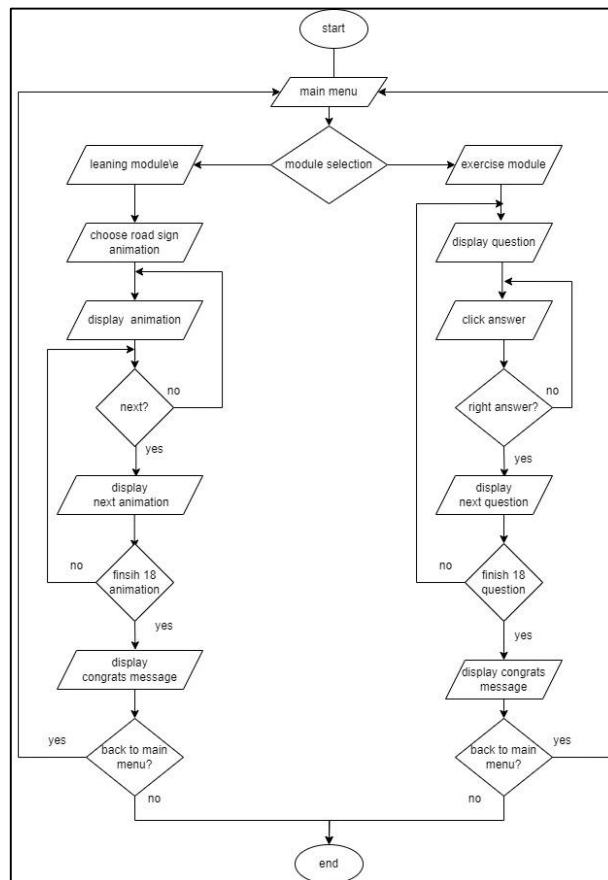 start
main menu
module selection
leaning module\e
exercise module
choose road sign
animation
display question
display animation
click answer
next?
no
right answer?
no
yes
yes
display
next animation
display
next question
no
finsih 18
animation
no
finish 18
question
yes
yes
display
congrats message
display congrats
message
yes
back to main
menu?
back to main
menu?
yes
no
no
end